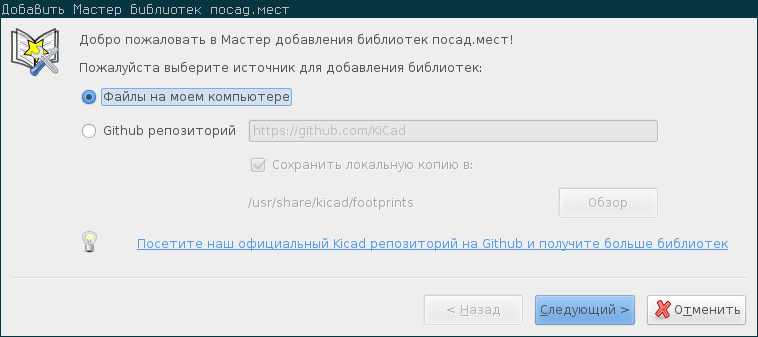 Добавить Мастер Библиотек посад.мест
Добро пожаловать в Мастер добавления библиотек посад.мест!
Пожалуйста выберите источник для добавления библиотек:
Файлы на моем компьютере
Github репозиторий https://github.com/KiCad
Сохранить локальную копию в:
/usr/share/kicad/footprints Обзор
Посетите наш официальный Kicad репозиторий на Github и получите больше библиотек
< Назад Следующий > Отменить